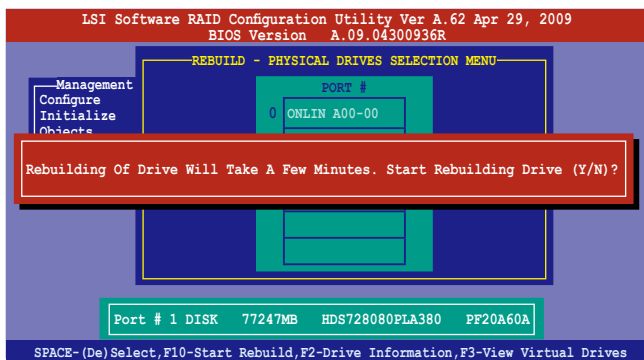 LSI Software RAID Configuration Utility Ver A.62 Apr 29, 2009
BIOS Version A.09.04300936R
REBUILD - PHYSICAL DRIVES SELECTION MENU
Management
Configure
Initialize
Objects
PORT #
0 ONLIN A00-00
Rebuilding Of Drive Will Take A Few Minutes. Start Rebuilding Drive (Y/N)?
Port # 1 DISK 77247MB HDS728080PLA380 PF20A60A
SPACE-(De)Select,F10-Start Rebuild,F2-Drive Information,F3-View Virtual Drives